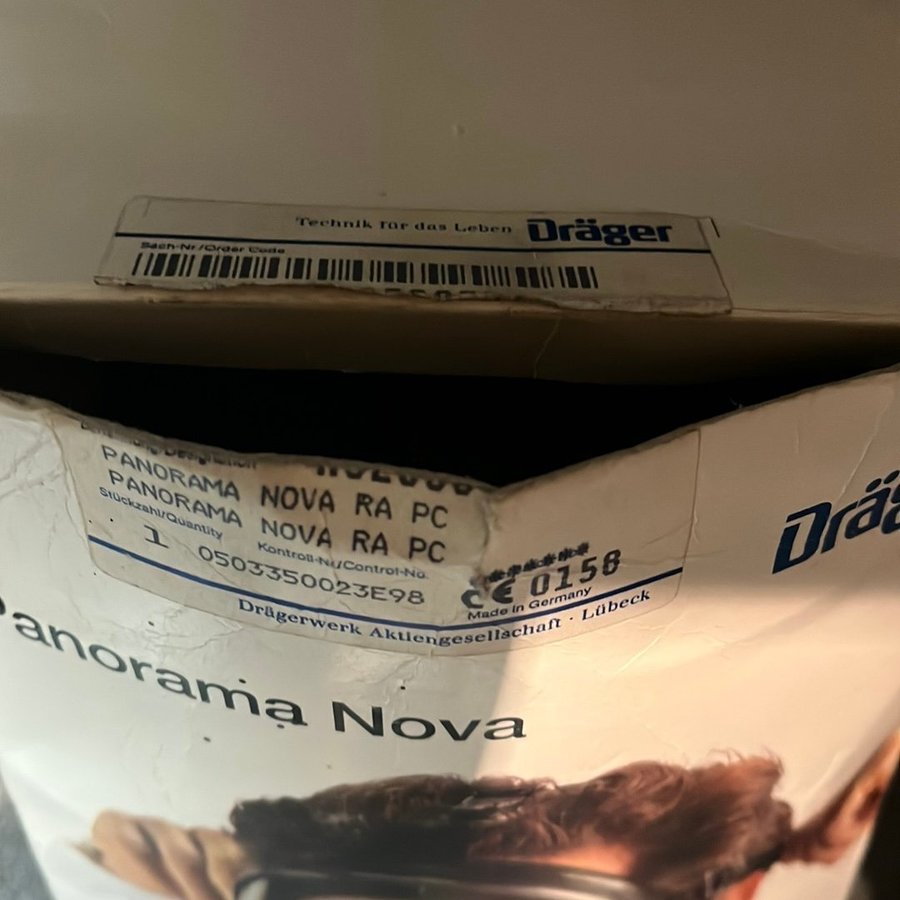 Technik für das Leben Dräger
Sach-Nr/Order Code
PANORAMA NOVA RA PC
PANORAMA NOVA RA PC
Stückzahl/Quantity
Kontroll-Nr/Control-No.
1 0503350023E98
CE 0158
Made in Germany
Drägerwerk Aktiengesellschaft · Lübeck
Panorama Nova